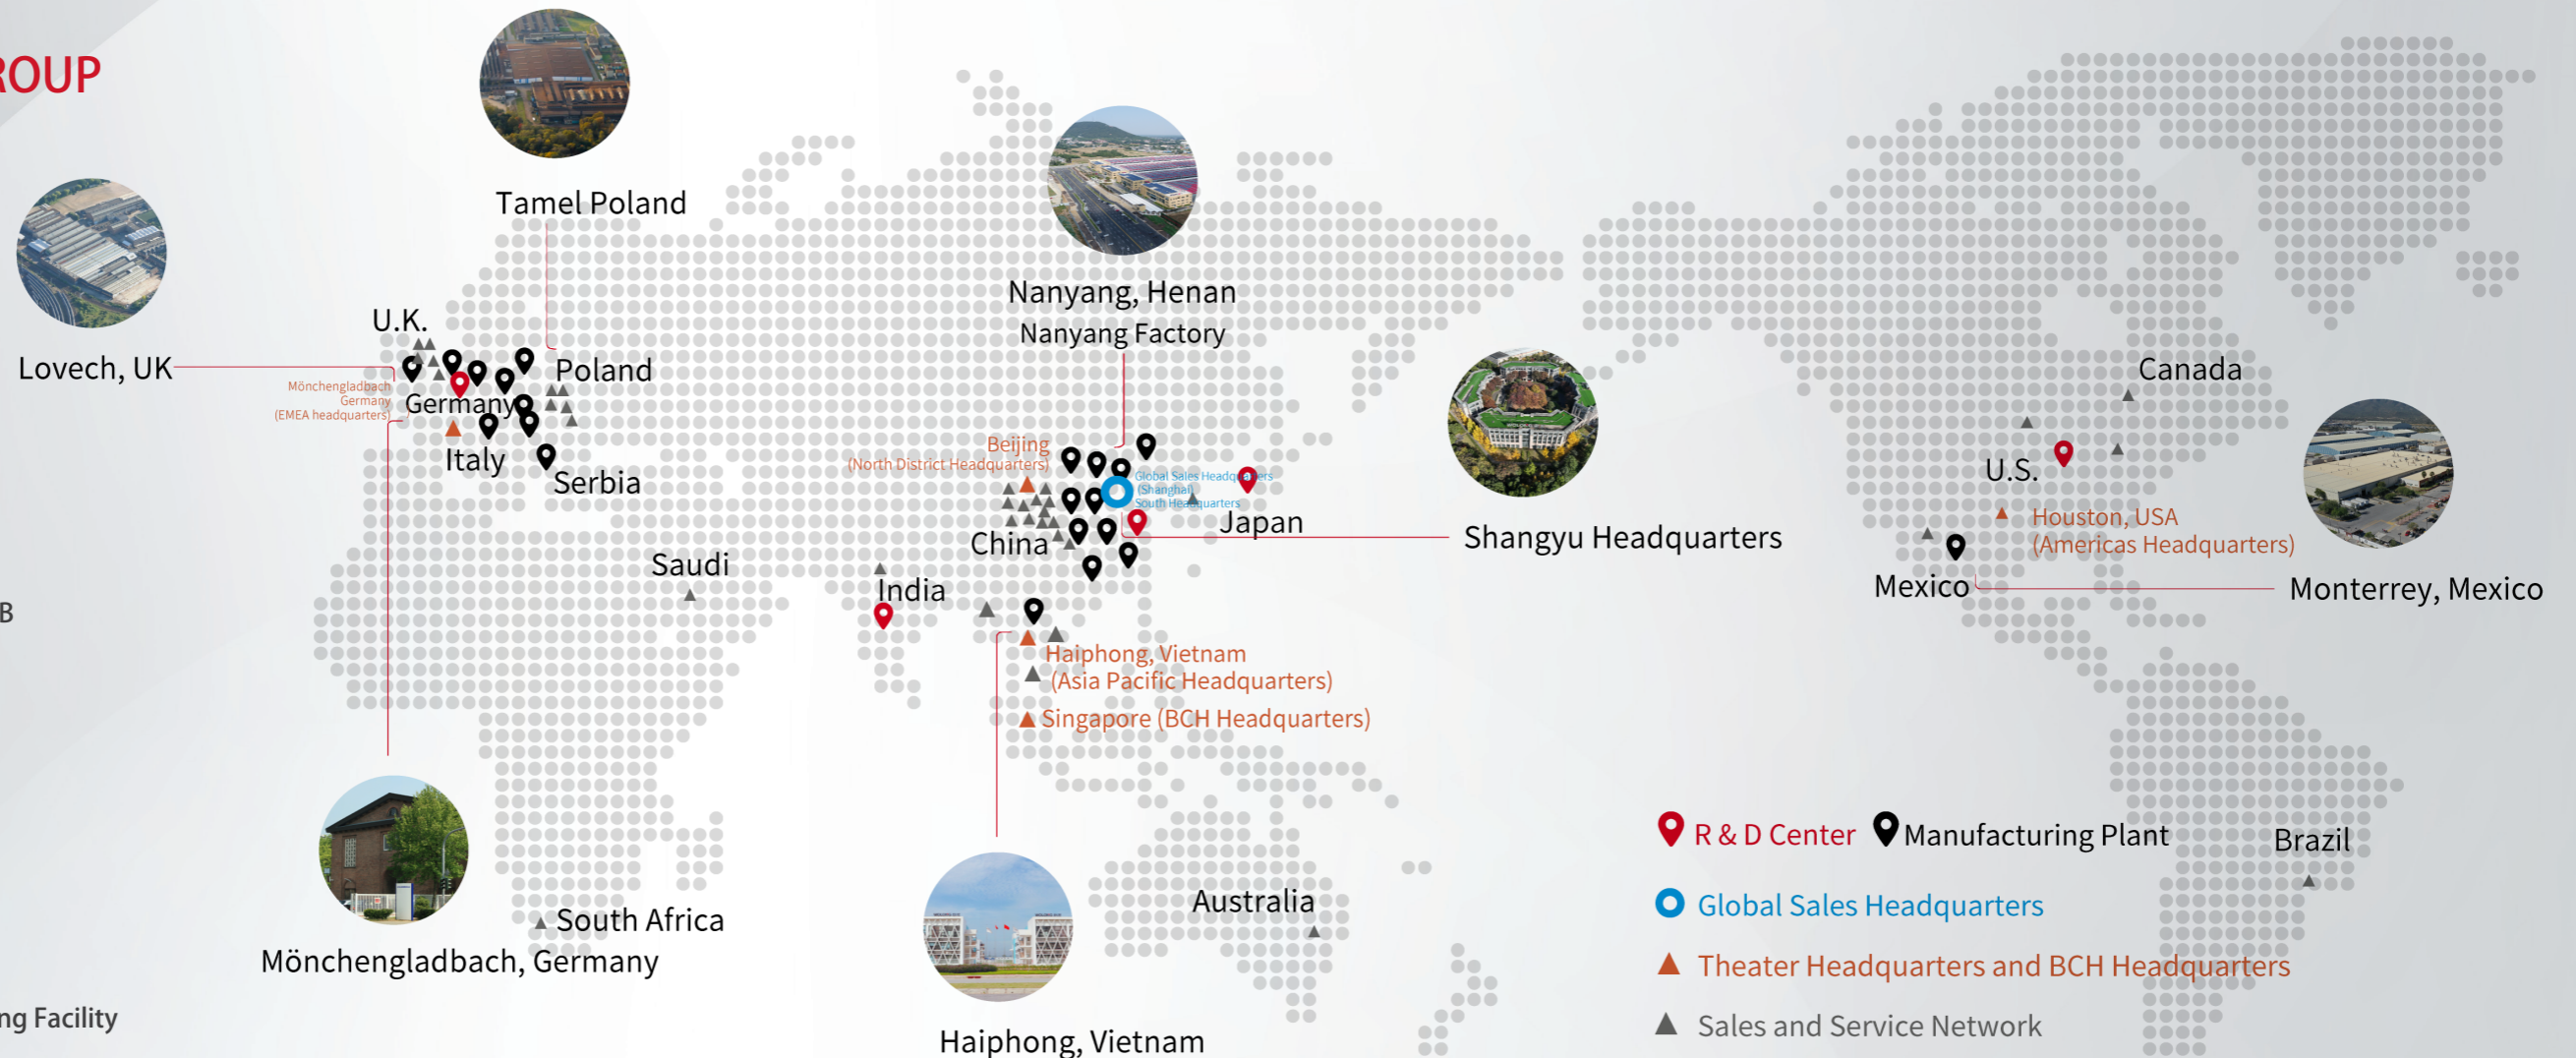 ROUP
Tamel Poland
Lovech, UK
U.K.
Poland
Mönchengladbach
Germany
(EMEA headquarters)
Germany
Italy
Serbia
Nanyang, Henan
Nanyang Factory
Beijing
(North District Headquarters)
Global Sales Headquarters
(Shanghai)
South Headquarters
Japan
China
Shangyu Headquarters
Saudi
India
Haiphong, Vietnam
(Asia Pacific Headquarters)
Singapore (BCH Headquarters)
Canada
U.S.
Houston, USA
(Americas Headquarters)
Mexico
Monterrey, Mexico
B
South Africa
Mönchengladbach, Germany
Australia
Haiphong, Vietnam
Brazil
R & D Center
Manufacturing Plant
Global Sales Headquarters
Theater Headquarters and BCH Headquarters
Sales and Service Network
ng Facility